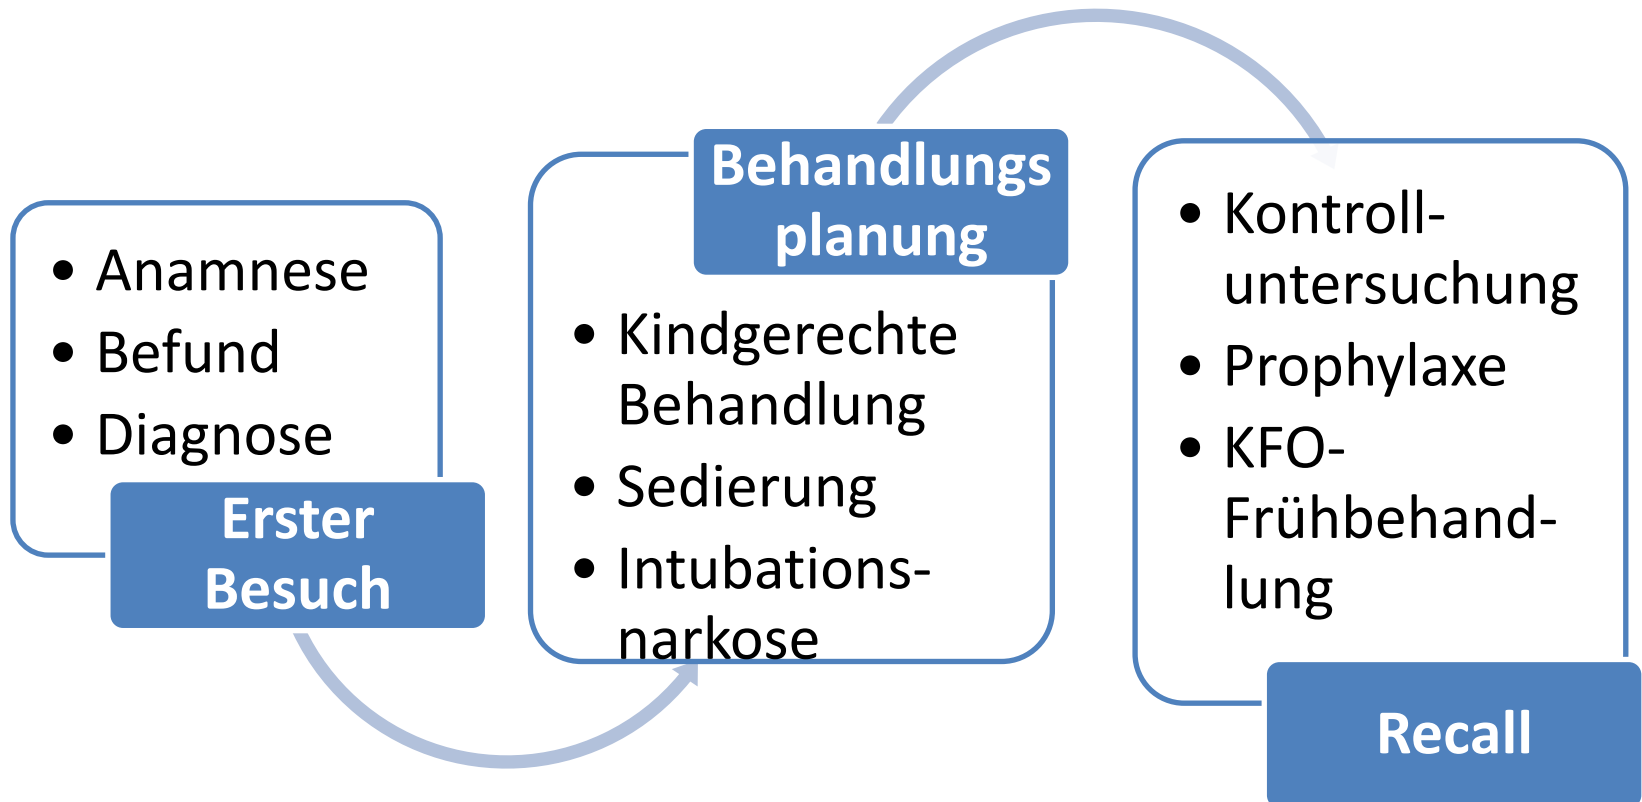 • Anamnese
• Befund
• Diagnose
Erster
Besuch
Behandlungs
planung
• Kindgerechte
Behandlung
• Sedierung
• Intubations-
narkose
• Kontroll-
untersuchung
• Prophylaxe
• KFO-
Frühbehand-
lung
Recall